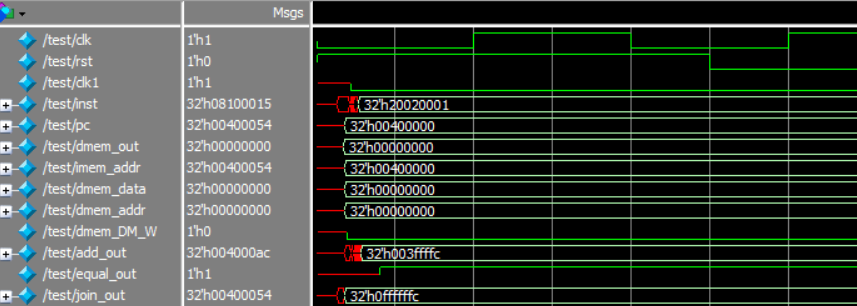 Msgs
/test/clk 1'h1
/test/rst 1'h0
/test/clk1 1'h1
/test/inst 32'h08100015 32'h20020001
/test/pc 32'h00400054 32'h00400000
/test/dmem_out 32'h00000000 32'h00000000
/test/imem_addr 32'h00400054 32'h00400000
/test/dmem_data 32'h00000000 32'h00000000
/test/dmem_addr 32'h00000000 32'h00000000
/test/dmem_DM_W 1'h0
/test/add_out 32'h004000ac 32'h003ffffc
/test/equal_out 1'h1
/test/join_out 32'h00400054 32'h0ffffffc